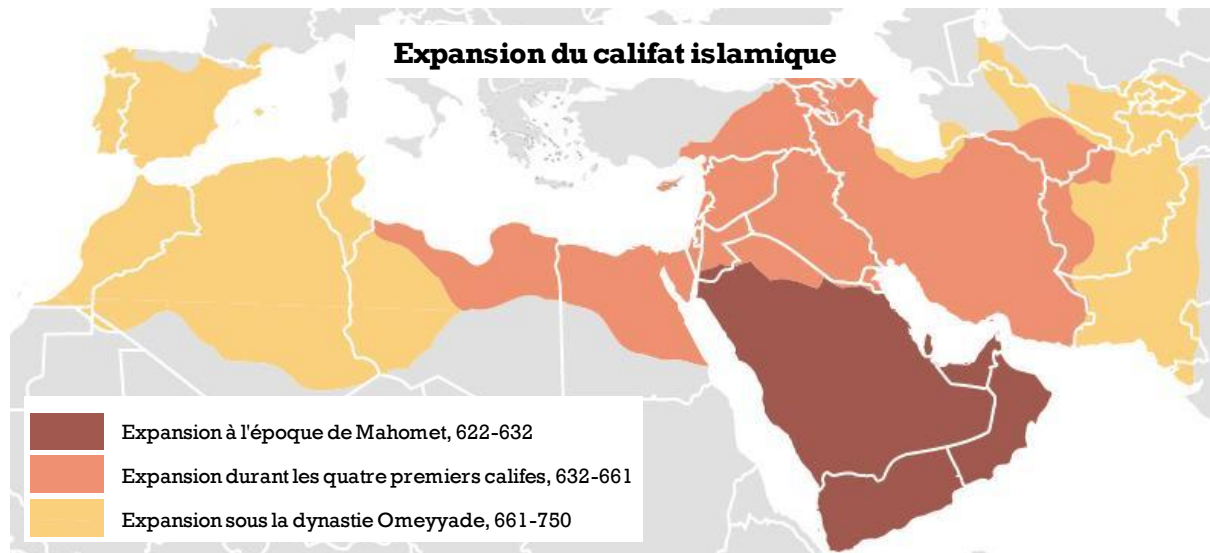 Expansion du califat islamique
Expansion à l'époque de Mahomet, 622-632
Expansion durant les quatre premiers califes, 632-661
Expansion sous la dynastie Omeyyade, 661-750